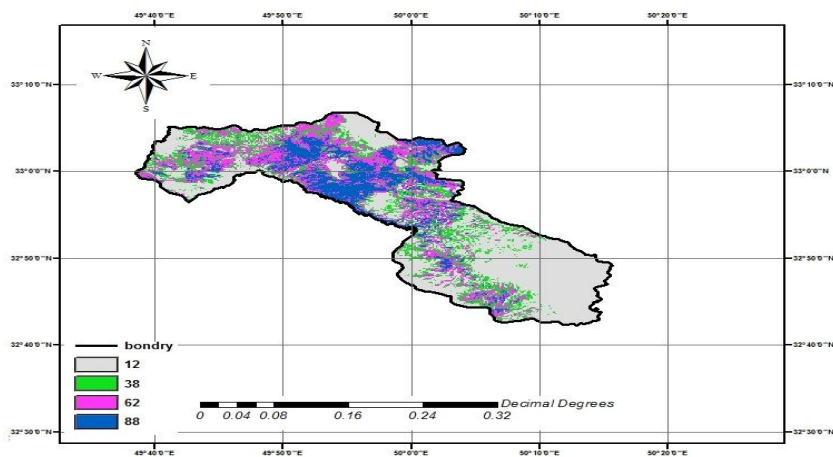 49°40'0"E 49°50'0"E 50°0'0"E 50°10'0"E 50°20'0"E
N
W E
S
33°10'0"N 33°10'0"N
33°0'0"N 33°0'0"N
32°50'0"N 32°50'0"N
32°40'0"N 32°40'0"N
bondry
12
38
62
88
Decimal Degrees
0 0.04 0.08 0.16 0.24 0.32
32°30'0"N 32°30'0"N
49°40'0"E 49°50'0"E 50°0'0"E 50°10'0"E 50°20'0"E